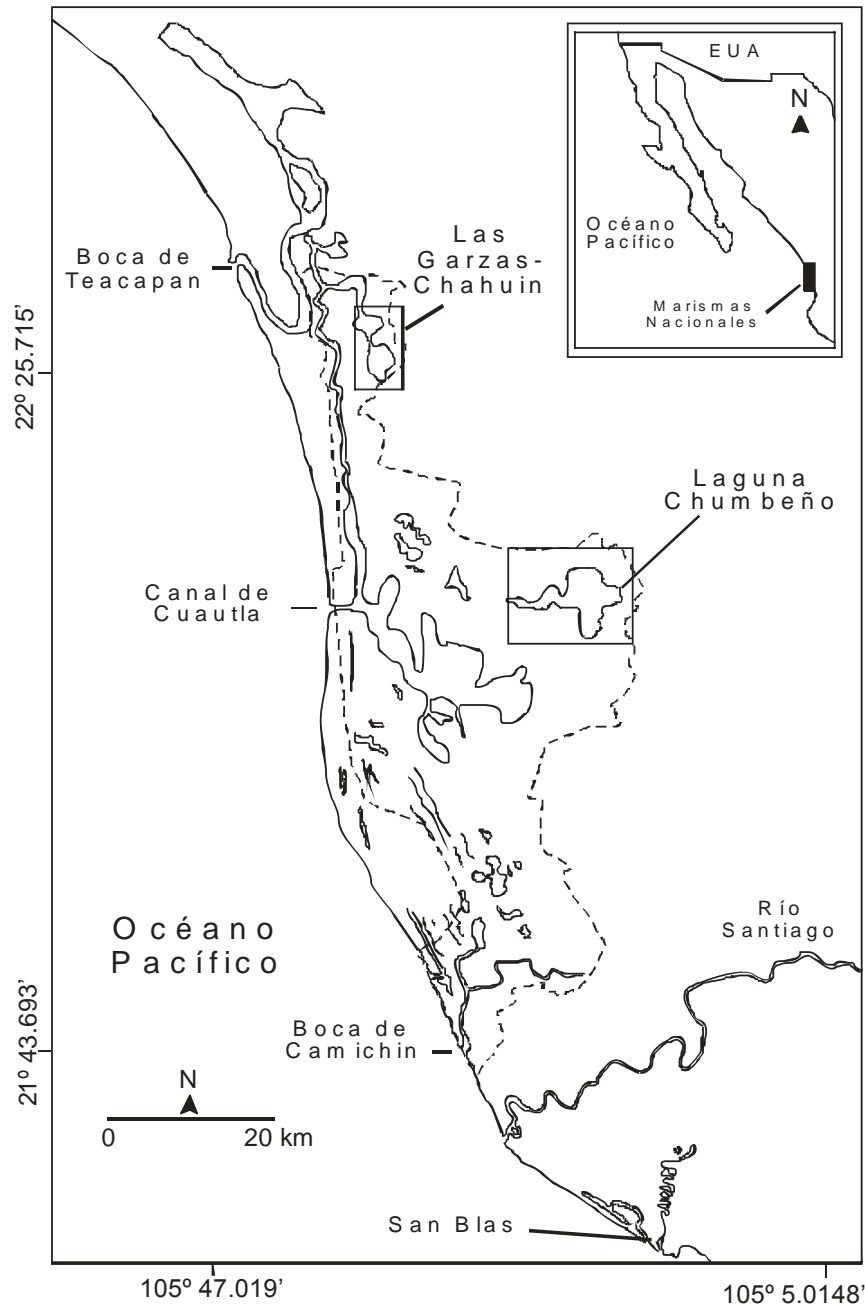 EUA
N
Océano
Pacífico
Marismas
Nacionales
Las
Garzas-
Chahuin
Boca de
Teacapan
22º 25.715'
Laguna
Chumbeño
Canal de
Cuautla
Océano
Pacífico
Río
Santiago
21º 43.693'
Boca de
Camichin
N
0 20 km
San Blas
105º 47.019'
105º 5.0148'